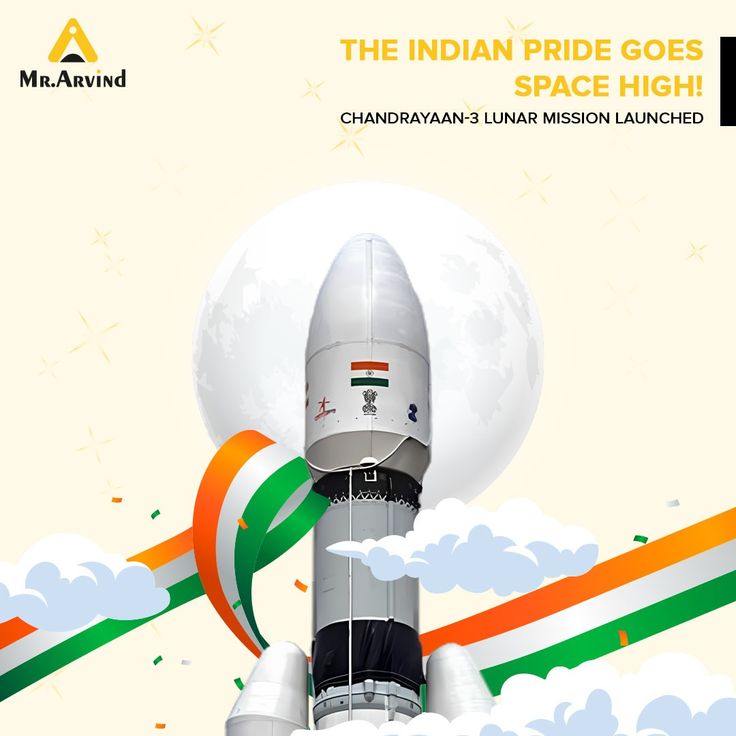 MR.ARVIND
THE INDIAN PRIDE GOES
SPACE HIGH!
CHANDRAYAAN-3 LUNAR MISSION LAUNCHED